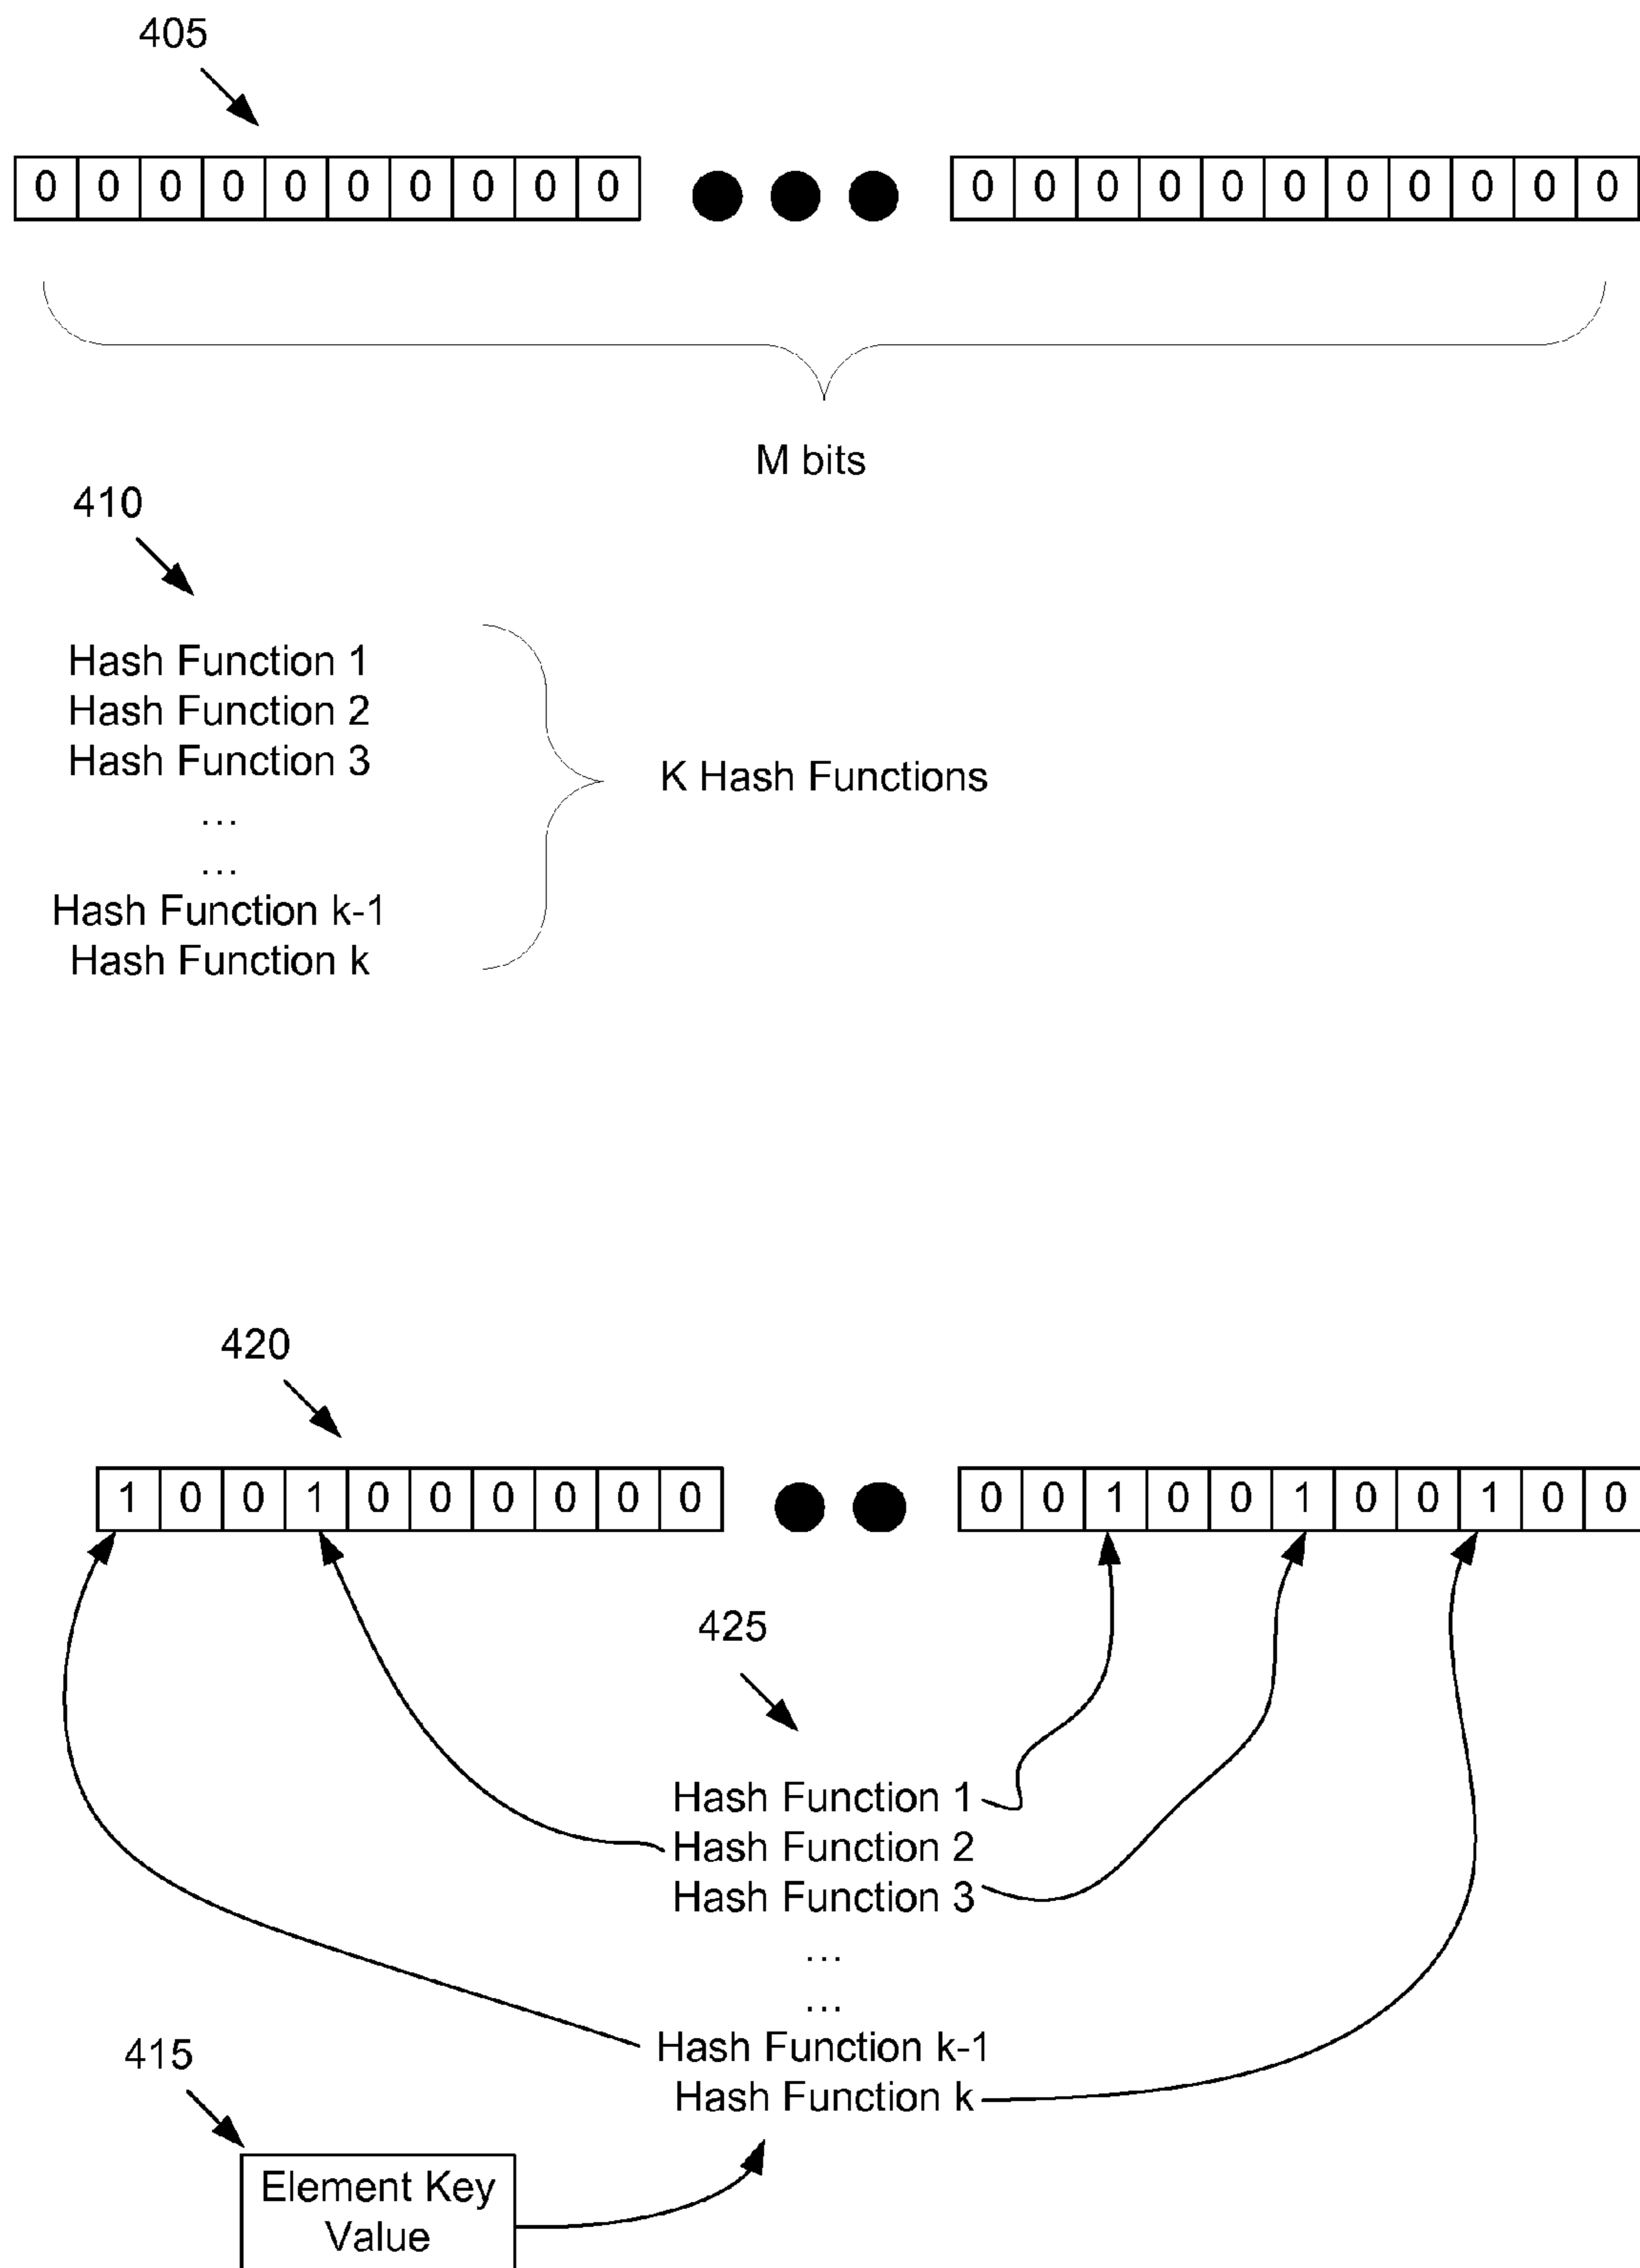 405
0 0 0 0 0 0 0 0 0 0 0 0 0 0 0 0 0 0 0 0 0
M bits
410
Hash Function 1
Hash Function 2
Hash Function 3
...
...
Hash Function k-1
Hash Function k
K Hash Functions
420
1 0 0 1 0 0 0 0 0 0 0 0 1 0 0 1 0 0 1 0 0
425
Hash Function 1
Hash Function 2
Hash Function 3
...
...
Hash Function k-1
Hash Function k
415
Element Key
Value